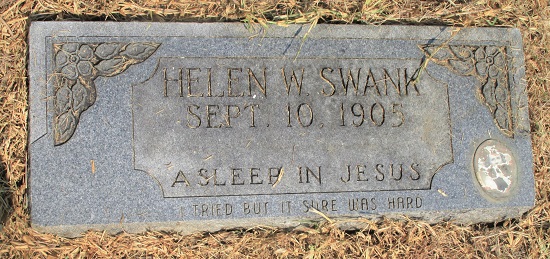 HELEN W. SWANK
SEPT. 10, 1905
ASLEEP IN JESUS
I TRIED BUT IT SURE WAS HARD